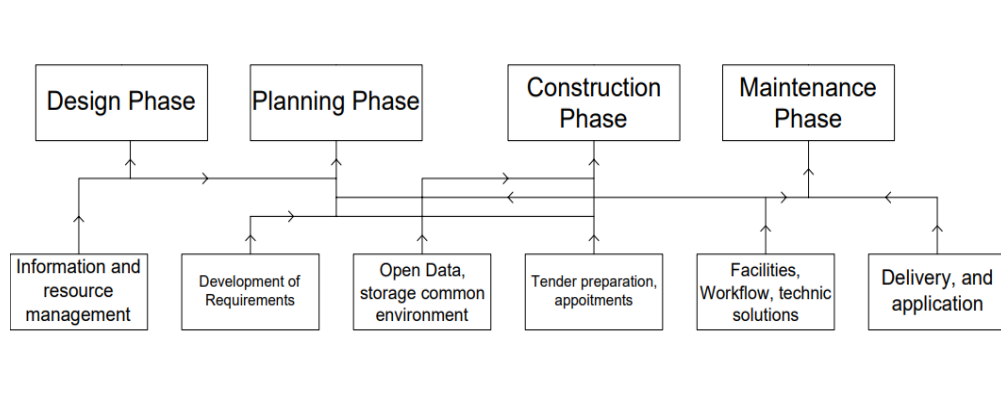 Design Phase
Planning Phase
Construction
Phase
Maintenance
Phase
Information and
resource
management
Development of
Requirements
Open Data,
storage common
environment
Tender preparation,
appoitments
Facilities,
Workflow, technic
solutions
Delivery, and
application